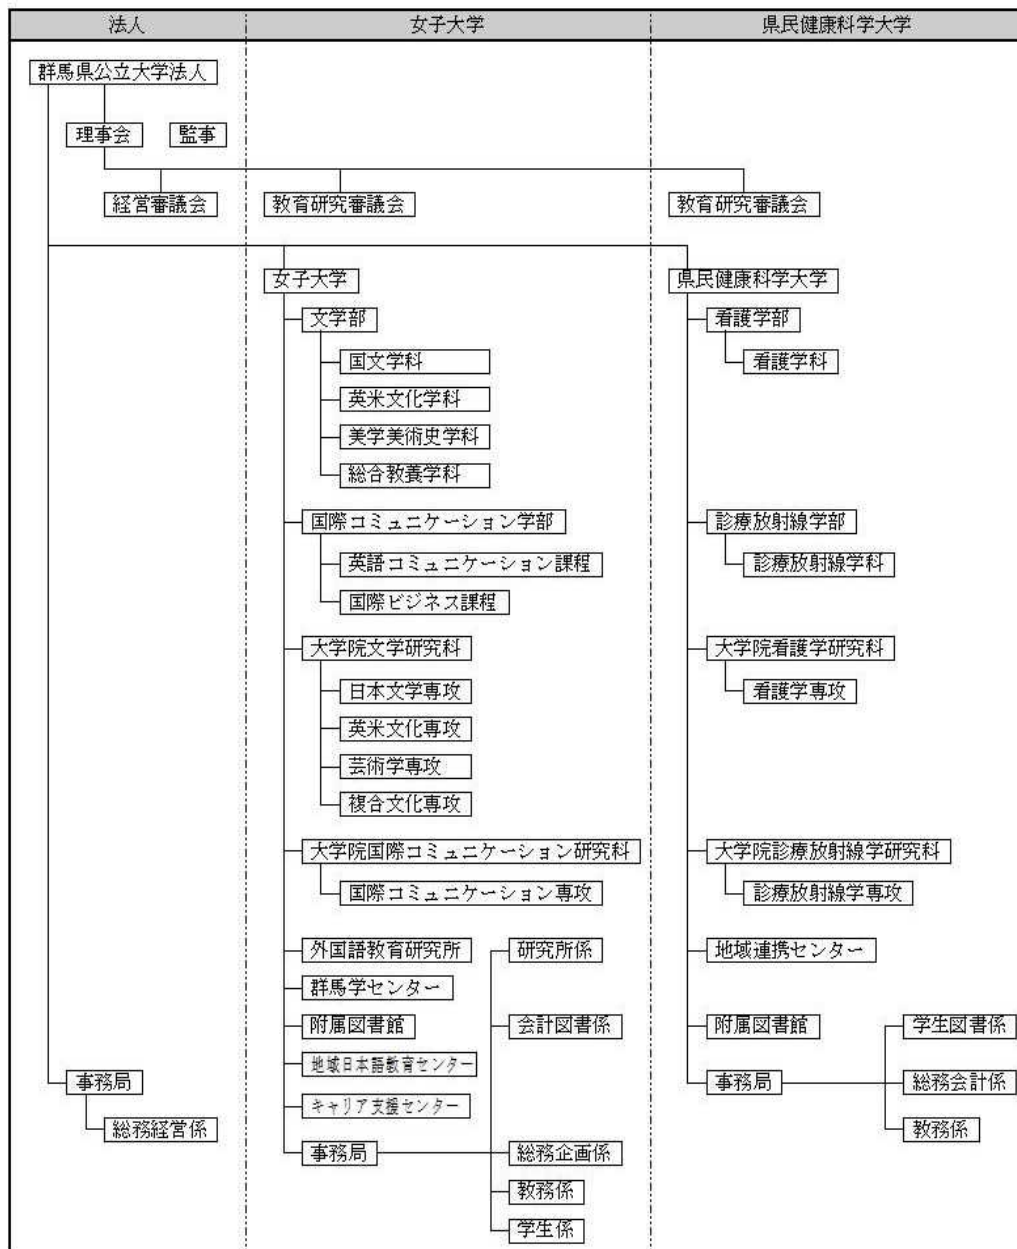 法人 女子大学 県民健康科学大学
群馬県公立大学法人
理事会 監事
経営審議会 教育研究審議会 教育研究審議会
女子大学 県民健康科学大学
文学部 看護学部
国文学科 看護学科
英米文化学科
美学美術史学科
総合教養学科
国際コミュニケーション学部 診療放射線学部
英語コミュニケーション課程 診療放射線学科
国際ビジネス課程
大学院文学研究科 大学院看護学研究科
日本文学専攻 看護学専攻
英米文化専攻
芸術学専攻
複合文化専攻
大学院国際コミュニケーション研究科 大学院診療放射線学研究科
国際コミュニケーション専攻 診療放射線学専攻
外国語教育研究所 研究所係 地域連携センター
群馬学センター
附属図書館 会計図書係 附属図書館 学生図書係
地域日本語教育センター
事務局 事務局 総務会計係
キャリア支援センター
総務経営係 教務係
事務局 総務企画係
教務係
学生係